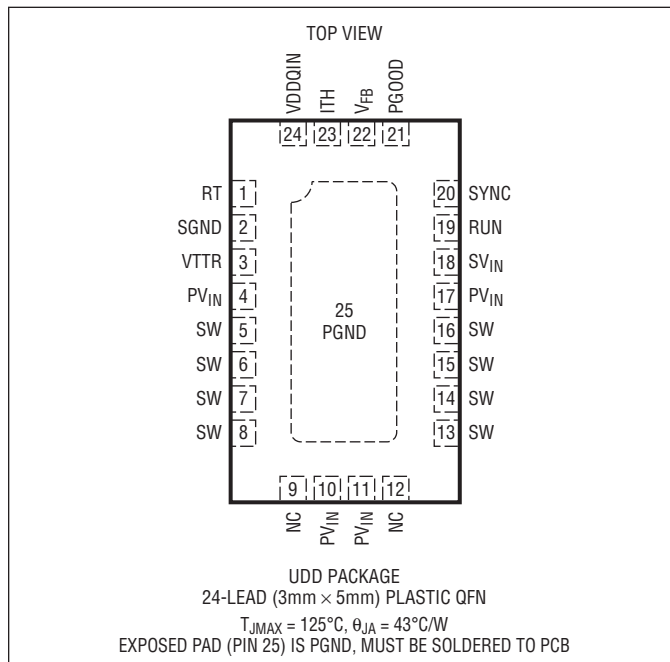 TOP VIEW
VDDQIN ITH VFB PGOOD
24 23 22 21
RT 1 20 SYNC
SGND 2 19 RUN
VTTR 3 18 SVIN
PVIN 4 17 PVIN
25
PGND
SW 5 16 SW
SW 6 15 SW
SW 7 14 SW
SW 8 13 SW
9 10 11 12
NC PVIN PVIN NC
UDD PACKAGE
24-LEAD (3mm × 5mm) PLASTIC QFN
TJMAX = 125°C, θJA = 43°C/W
EXPOSED PAD (PIN 25) IS PGND, MUST BE SOLDERED TO PCB